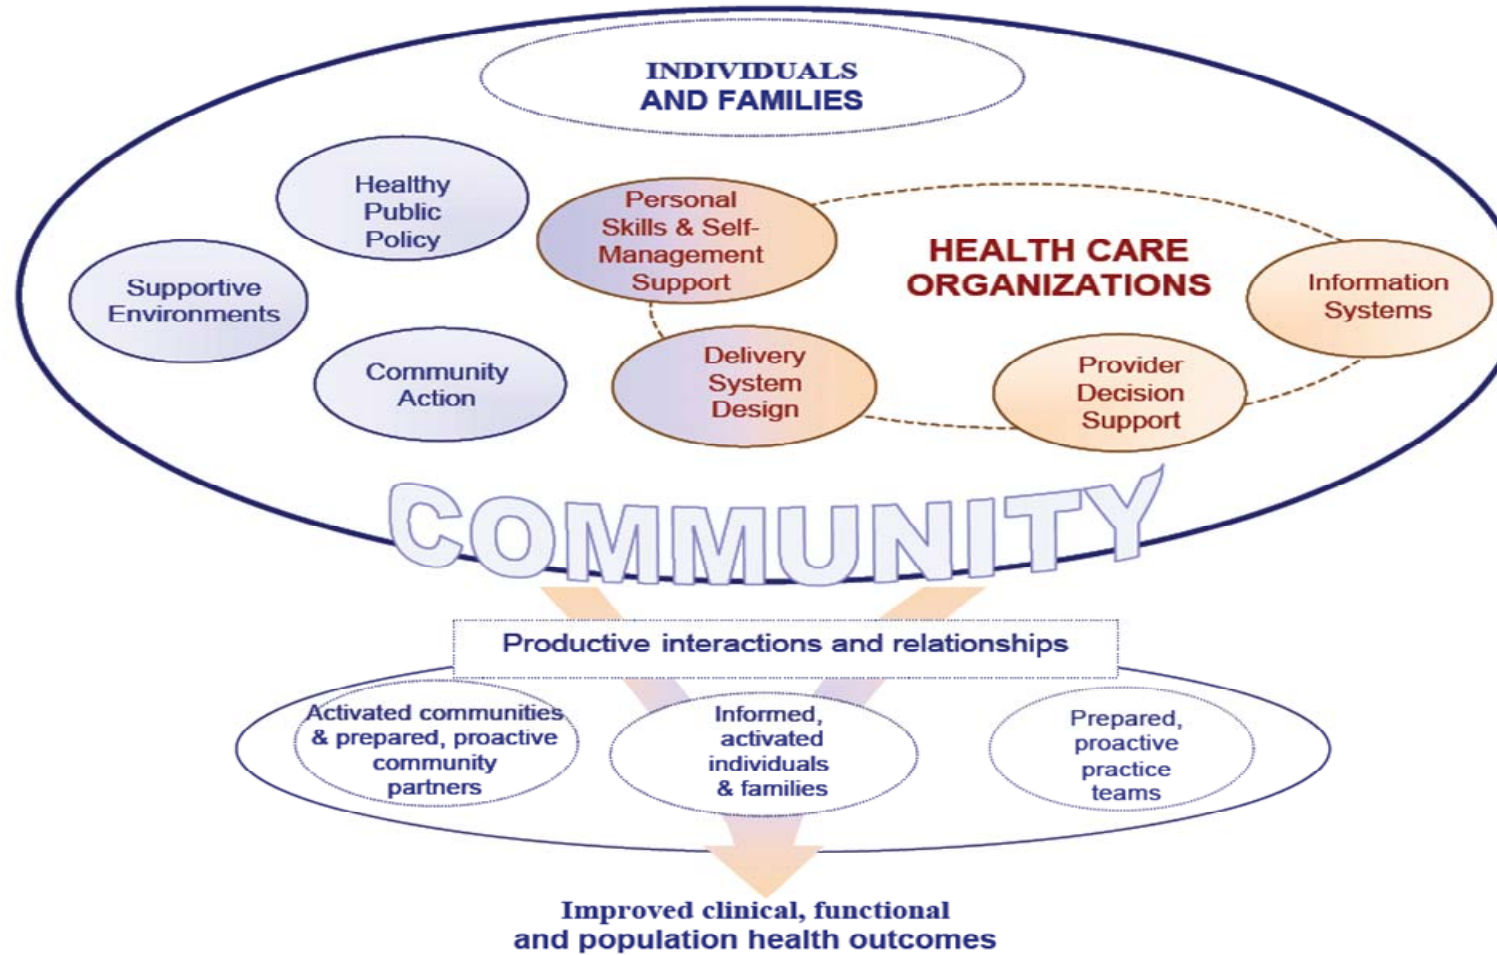 INDIVIDUALS
AND FAMILIES
Healthy
Public
Policy
Personal
Skills & Self-
Management
Support
HEALTH CARE
ORGANIZATIONS
Information
Systems
Supportive
Environments
Community
Action
Delivery
System
Design
Provider
Decision
Support
COMMUNITY
Productive interactions and relationships
Activated communities
& prepared, proactive
community
partners
Informed,
activated
individuals
& families
Prepared,
proactive
practice
teams
Improved clinical, functional
and population health outcomes